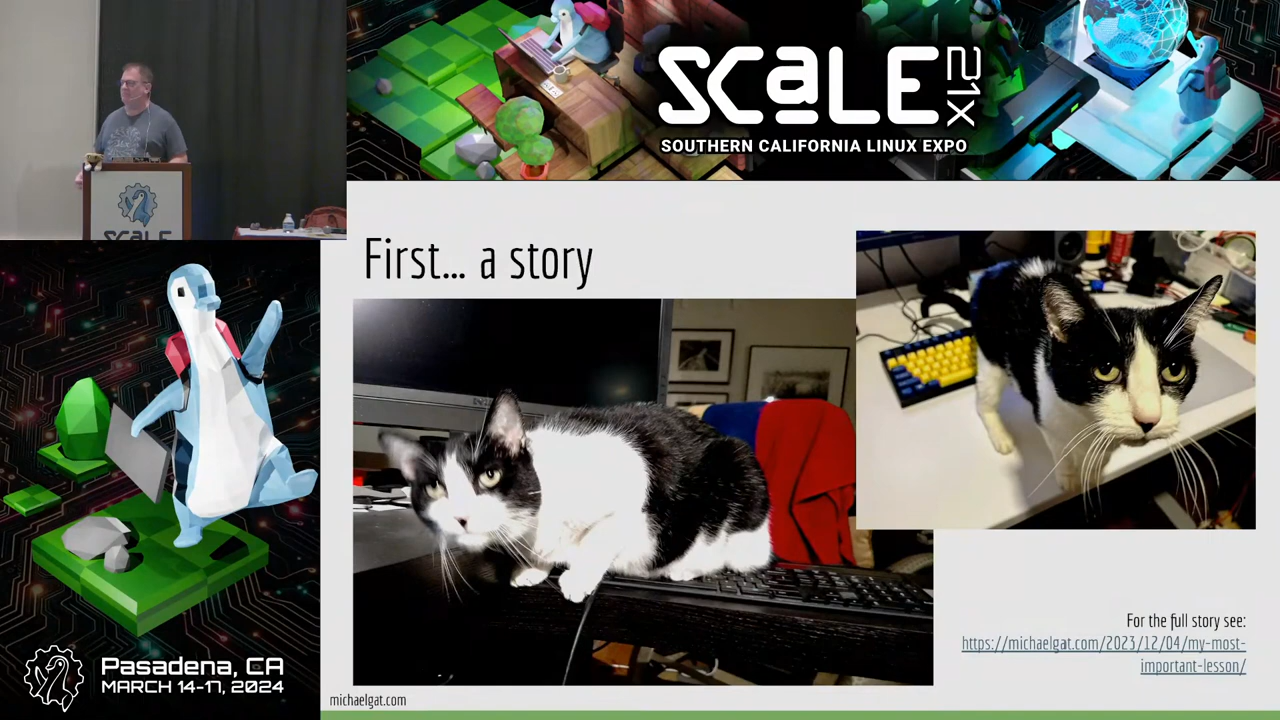 SCALE
21X
SOUTHERN CALIFORNIA LINUX EXPO
SCALE
First... a story
For the full story see:
https://michaelgat.com/2023/12/04/my-most-
important-lesson/
michaelgat.com
Pasadena, CA
MARCH 14-17, 2024